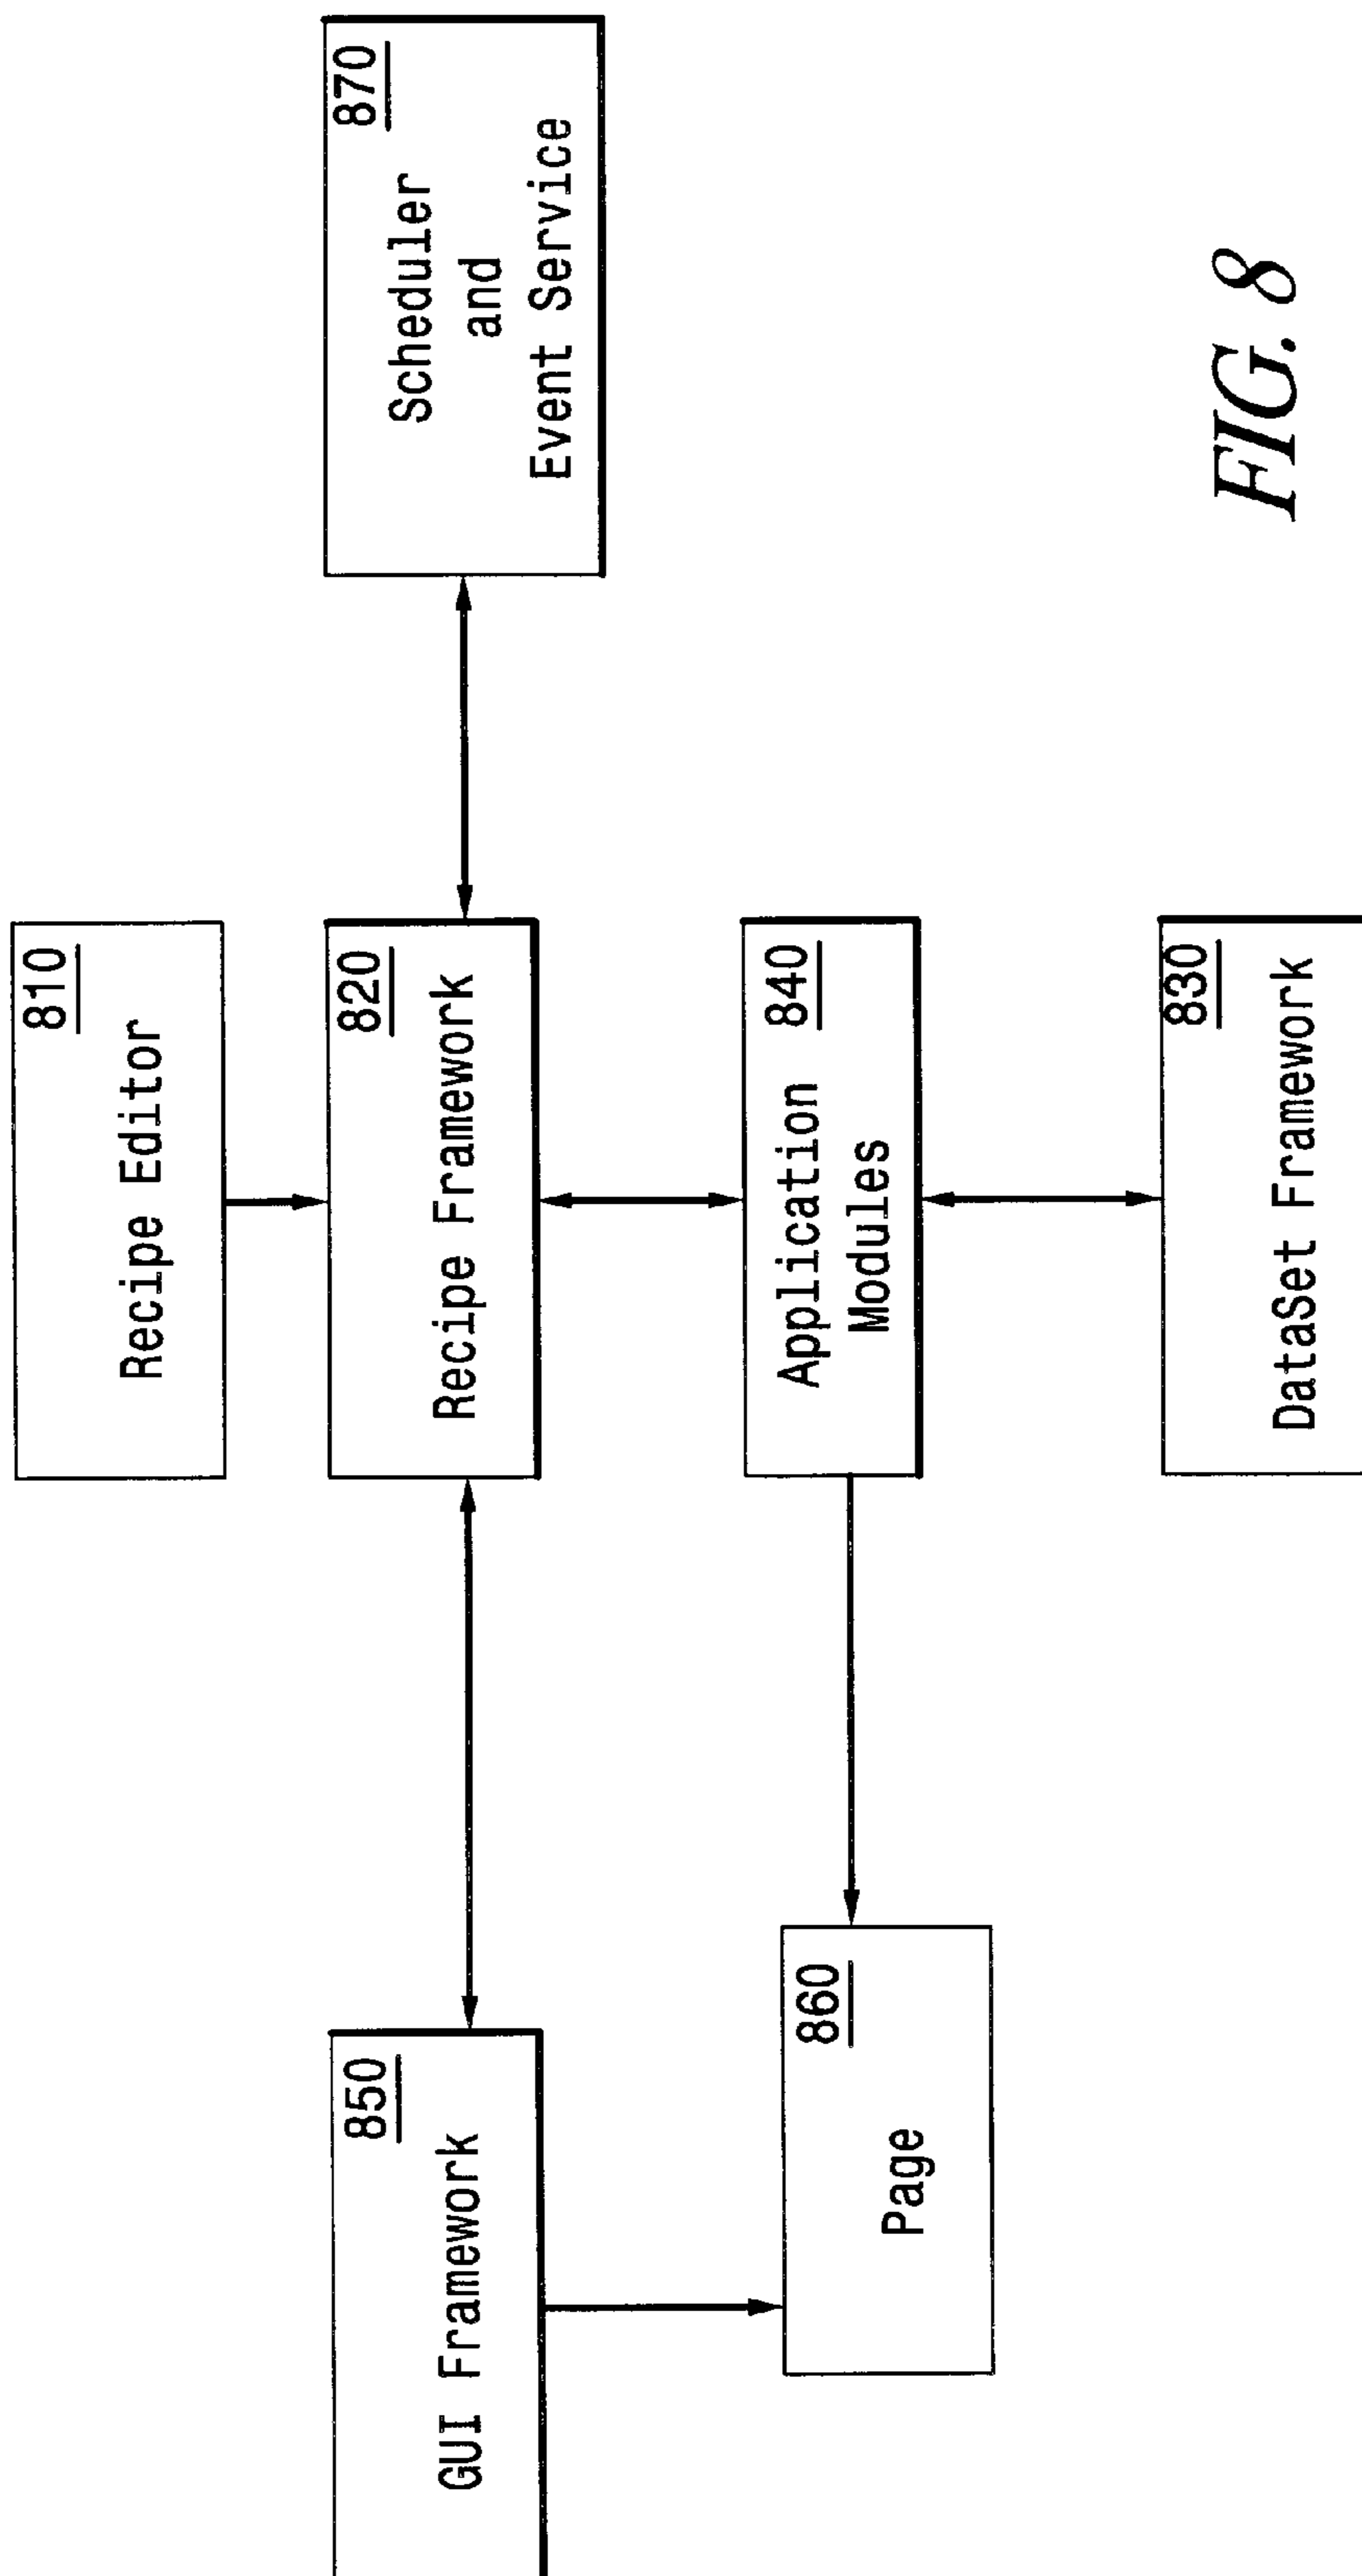 810
Recipe Editor
850
GUI Framework
820
Recipe Framework
870
Scheduler
and
Event Service
860
Page
840
Application
Modules
830
DataSet Framework
FIG. 8